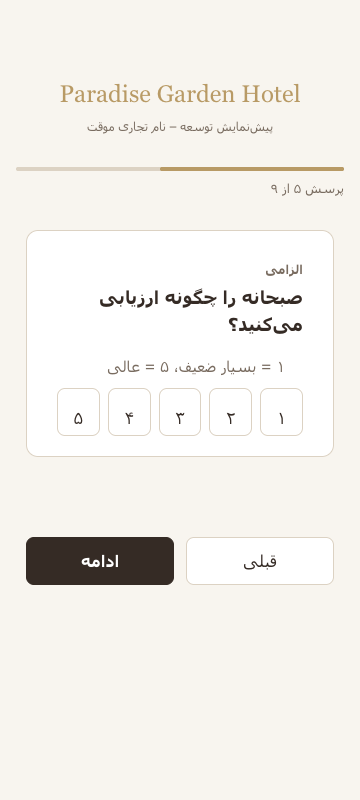 Paradise Garden Hotel
پیش‌نمایش توسعه – نام تجاری موقت
پرسش ۵ از ۹
الزامی
صبحانه را چگونه ارزیابی
می‌کنید؟
۱ = بسیار ضعیف، ۵ = عالی
۱ ۲ ۳ ۴ ۵
قبلی ادامه